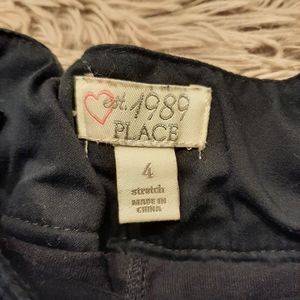 est. 1989
PLACE
4
stretch
MADE IN
CHINA